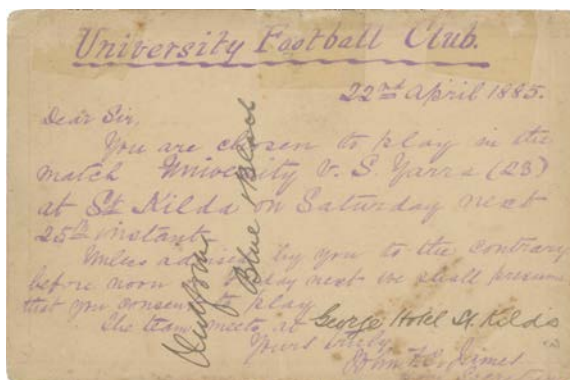 University Football Club.
22nd April 1885.
Dear Sir,
You are chosen to play in the
match University v. S Yarra (23)
at St Kilda on Saturday next
25th instant
Unless advised by you to the contrary
before noon day next we shall presume
that you consent to play
The team meets at George Hotel St. Kilda
Yours truly
James
Uniform Blue & Black